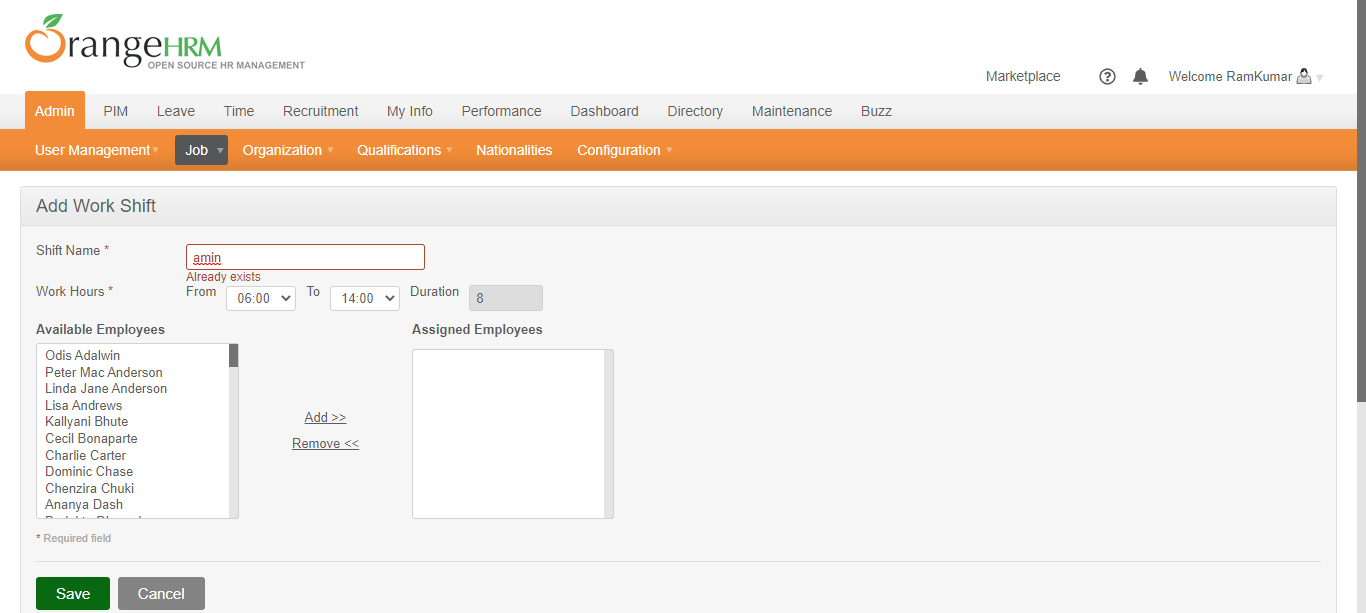 OrangeHRM
OPEN SOURCE HR MANAGEMENT
Marketplace ? Welcome RamKumar
Admin PIM Leave Time Recruitment My Info Performance Dashboard Directory Maintenance Buzz
User Management Job Organization Qualifications Nationalities Configuration
Add Work Shift
Shift Name * amin
Already exists
Work Hours * From 06:00 To 14:00 Duration 8
Available Employees Assigned Employees
Odis Adalwin
Peter Mac Anderson
Linda Jane Anderson
Lisa Andrews
Kallyani Bhute
Cecil Bonaparte
Charlie Carter
Dominic Chase
Chenzira Chuki
Ananya Dash
Add >>
Remove <<
* Required field
Save Cancel